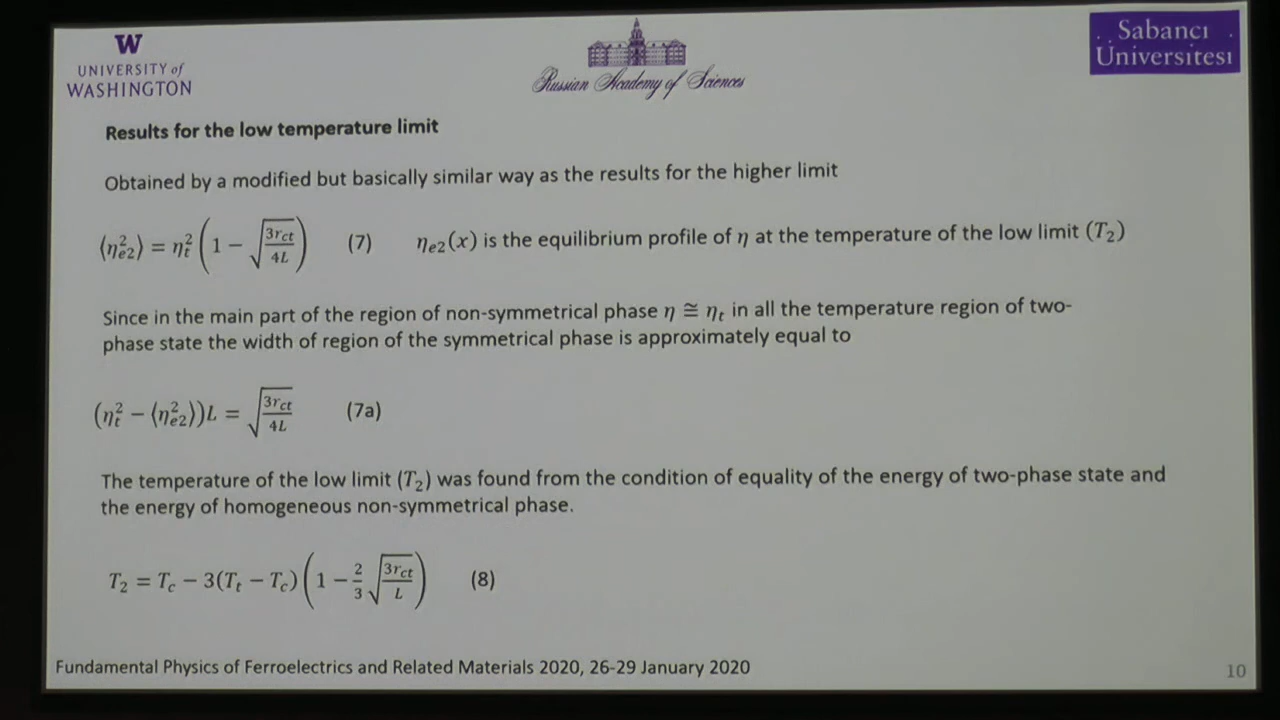 W
UNIVERSITY of
WASHINGTON
Russian Academy of Sciences
Sabancı
Üniversitesi
Results for the low temperature limit
Obtained by a modified but basically similar way as the results for the higher limit
⟨η²ₑ₂⟩ = ηₜ² (1 − √(3r_ct/4L)) (7) ηₑ₂(x) is the equilibrium profile of η at the temperature of the low limit (T₂)
Since in the main part of the region of non-symmetrical phase η ≅ ηₜ in all the temperature region of two-
phase state the width of region of the symmetrical phase is approximately equal to
(ηₜ² − ⟨η²ₑ₂⟩)L = √(3r_ct/4L) (7a)
The temperature of the low limit (T₂) was found from the condition of equality of the energy of two-phase state and
the energy of homogeneous non-symmetrical phase.
T₂ = T_c − 3(Tₜ − T_c) (1 − 2/3 √(3r_ct/L)) (8)
Fundamental Physics of Ferroelectrics and Related Materials 2020, 26-29 January 2020
10